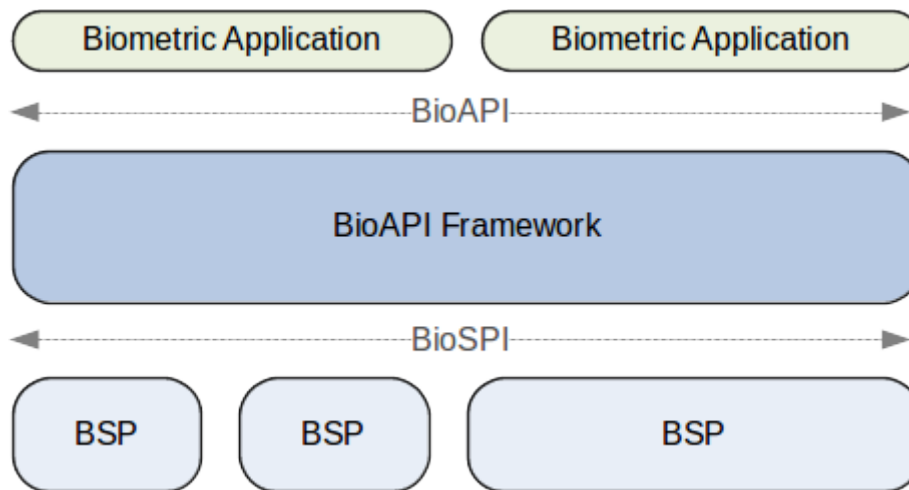 Biometric Application Biometric Application
BioAPI
BioAPI Framework
BioSPI
BSP BSP BSP